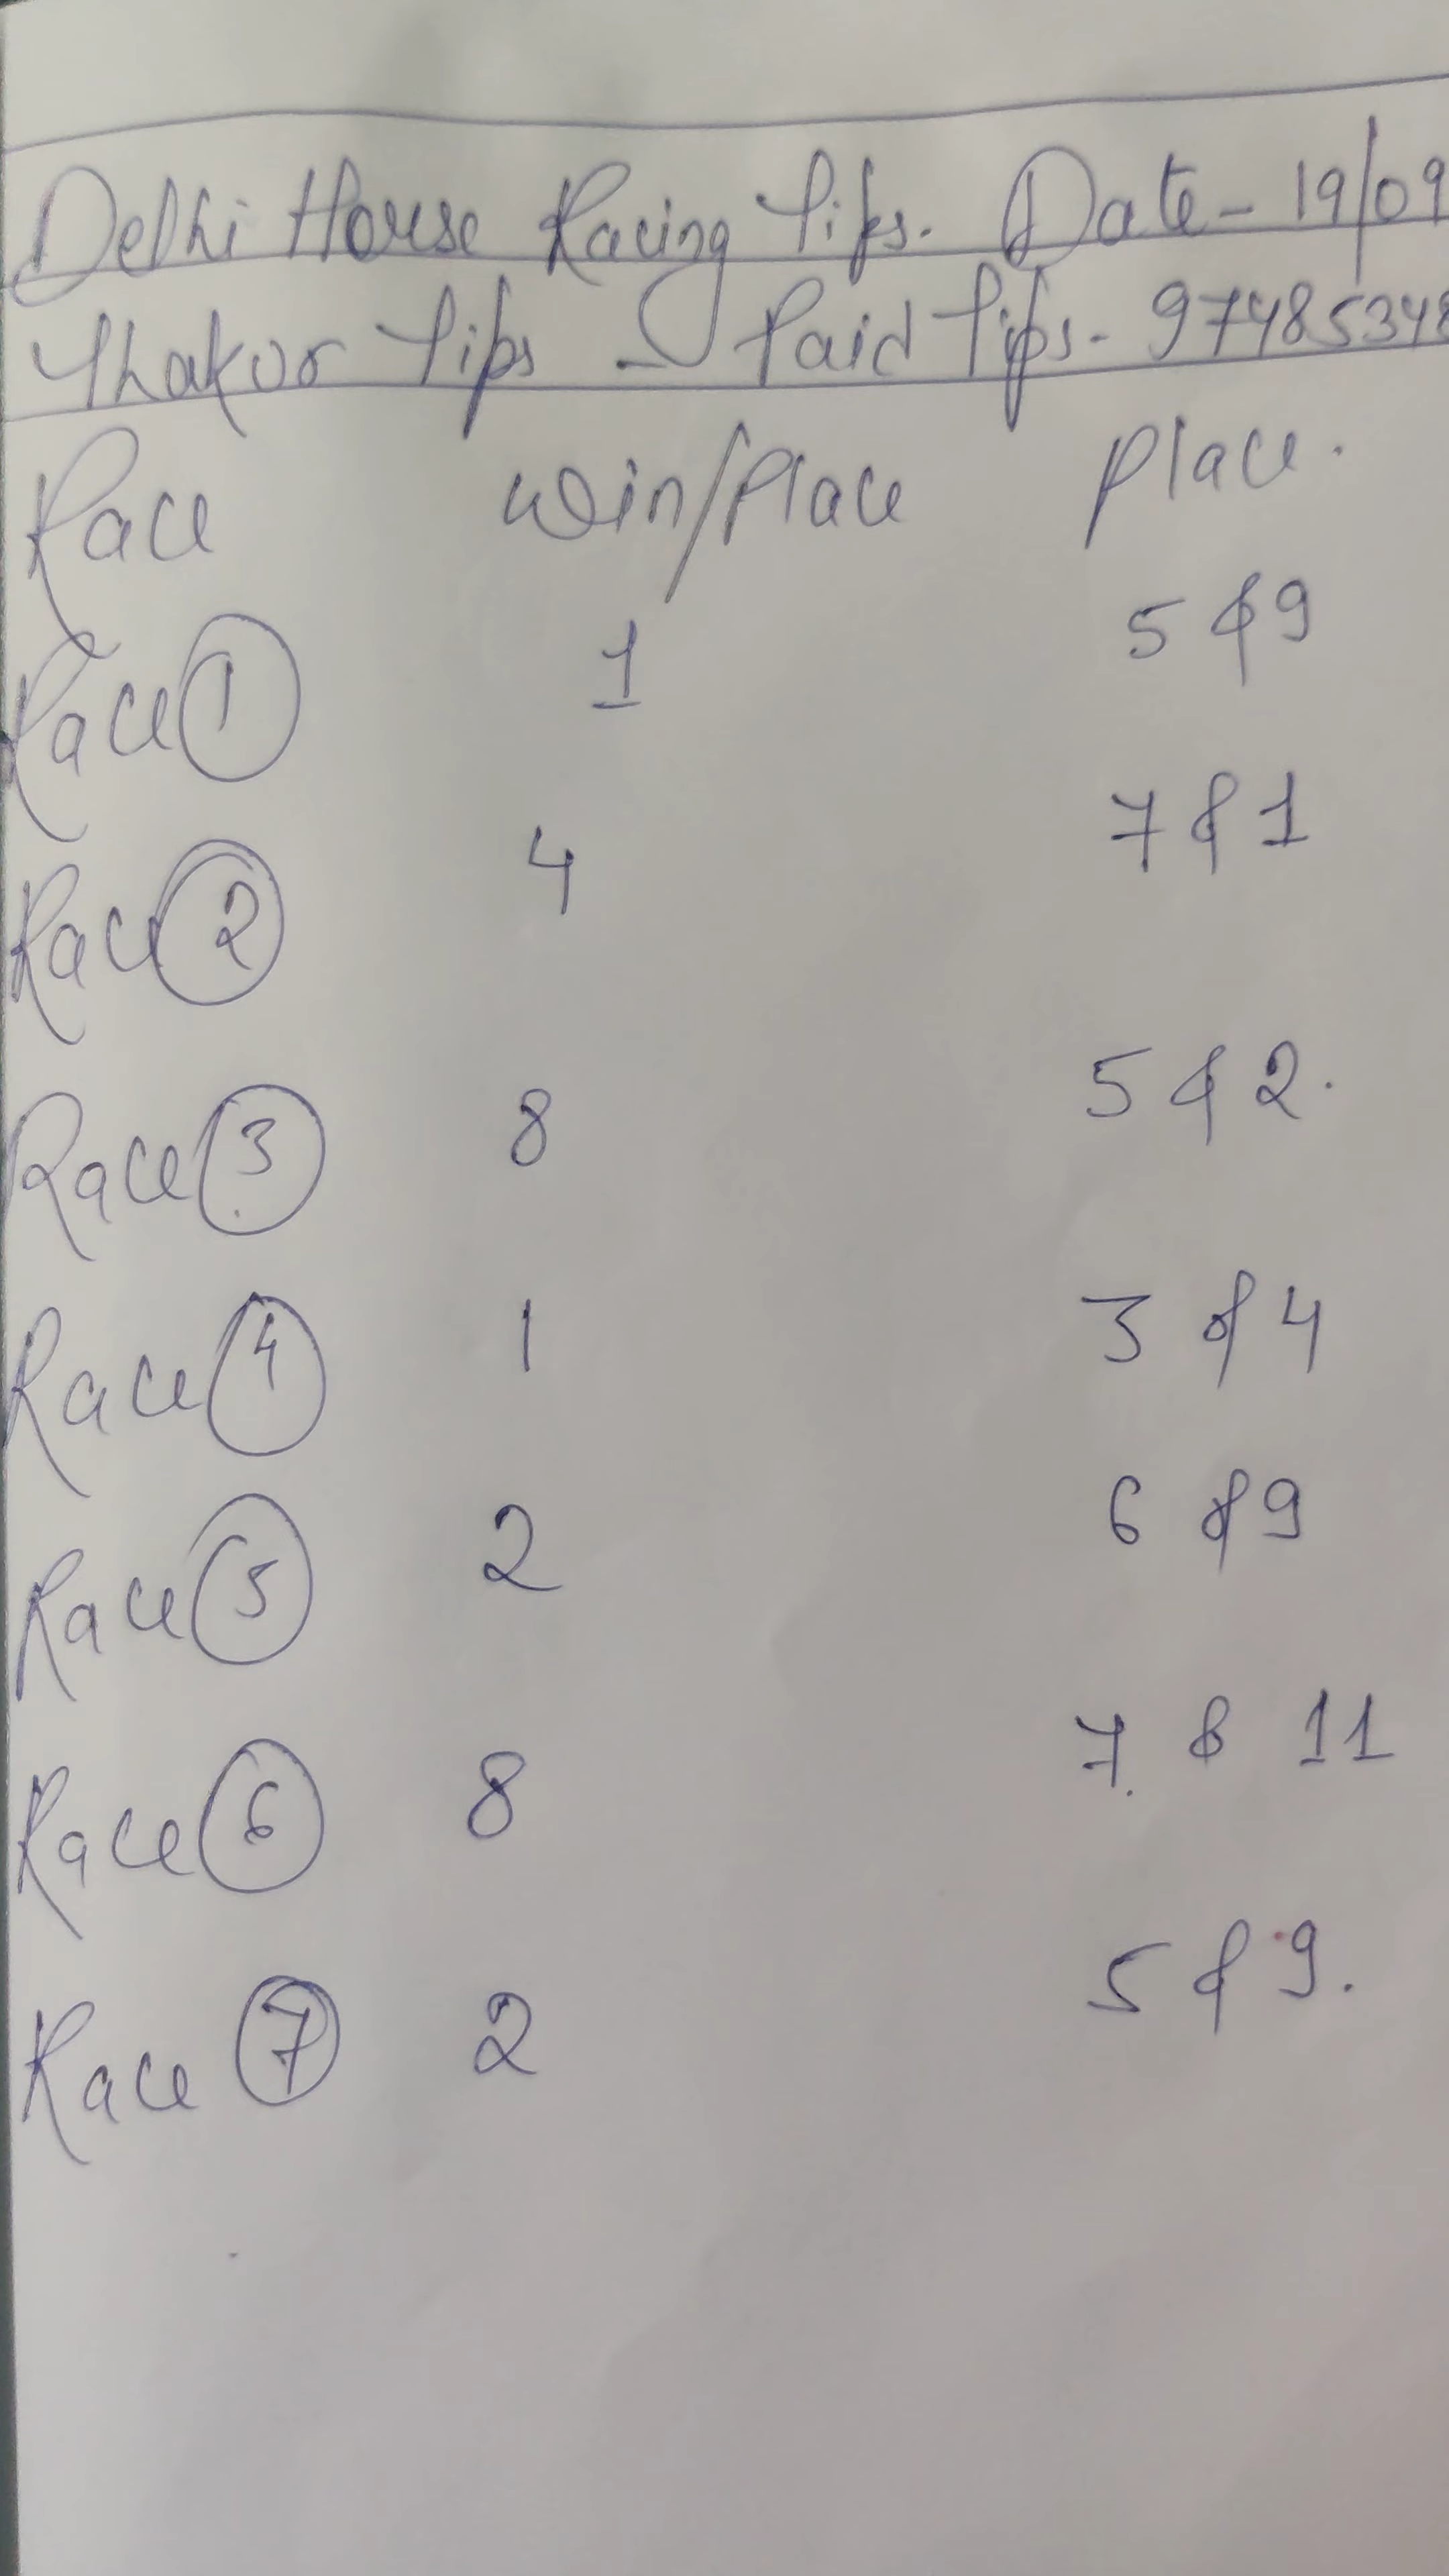 Delhi Horse Racing Tips. Date - 19/09
Thakur Tips - Paid Tips - 97485348
Race Win/Place Place.
Race 1 1 5 & 9
Race 2 4 7 & 1
Race 3 8 5 & 2.
Race 4 1 3 & 4
Race 5 2 6 & 9
Race 6 8 7 & 11
Race 7 2 5 & 9.